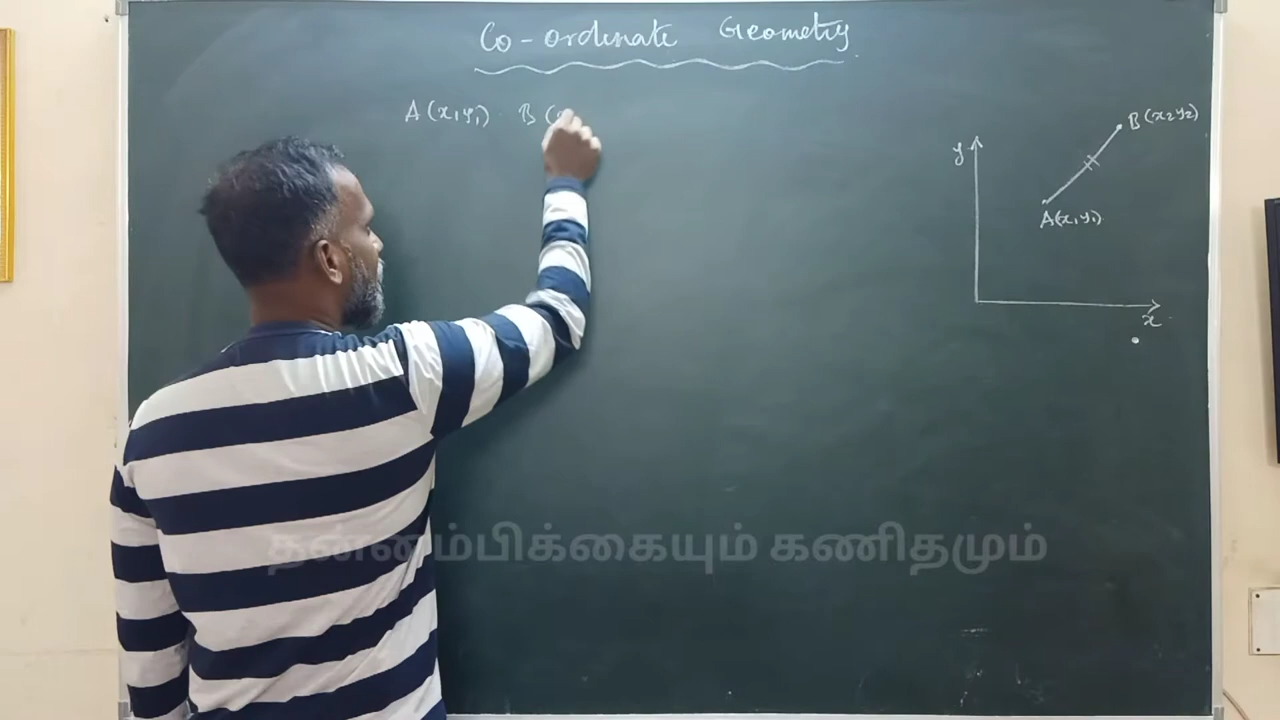 Co-ordinate Geometry
A (x₁ y₁) B (
y
B (x₂ y₂)
A (x₁ y₁)
x
தன்னம்பிக்கையும் கணிதமும்